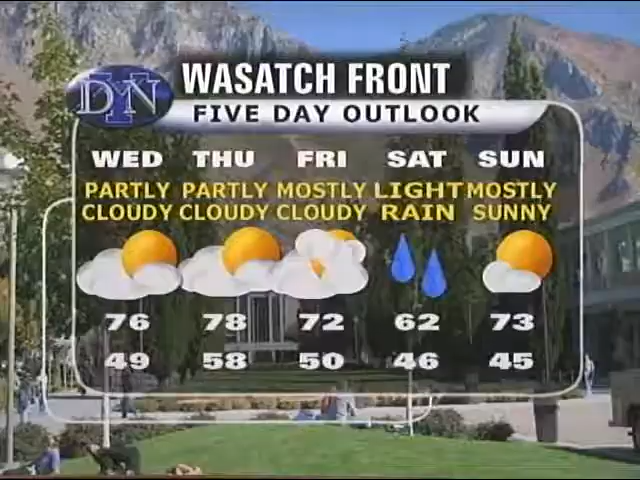 DYN
WASATCH FRONT
FIVE DAY OUTLOOK
WED THU FRI SAT SUN
PARTLY CLOUDY PARTLY CLOUDY MOSTLY CLOUDY LIGHT RAIN MOSTLY SUNNY
76 78 72 62 73
49 58 50 46 45